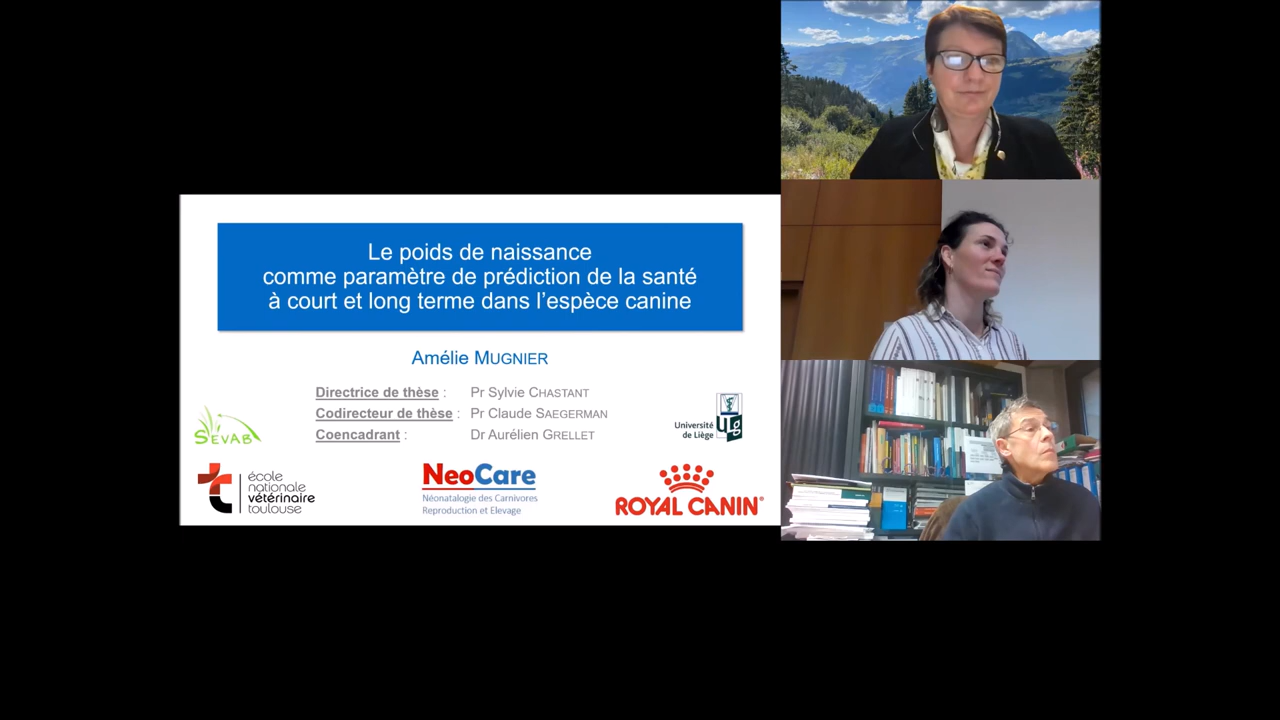 Le poids de naissance
comme paramètre de prédiction de la santé
à court et long terme dans l'espèce canine
Amélie MUGNIER
Directrice de thèse : Pr Sylvie CHASTANT
Codirecteur de thèse : Pr Claude SAEGERMAN
Coencadrant : Dr Aurélien GRELLET
SEVAB
Université
de Liège
ULg
école
nationale
vétérinaire
toulouse
NeoCare
Néonatalogie des Carnivores
Reproduction et Elevage
ROYAL CANIN®